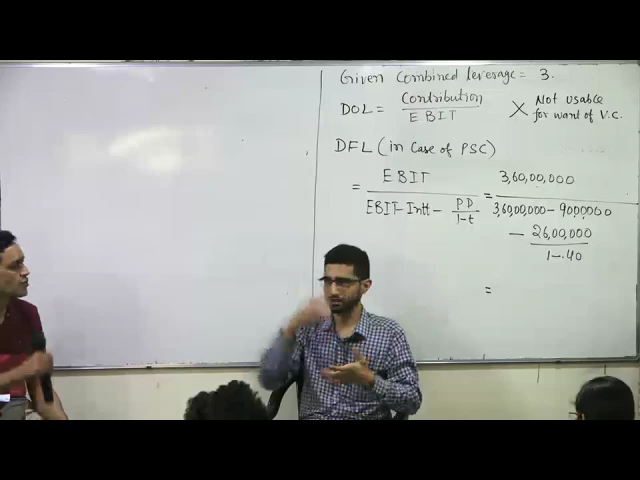 Given Combined leverage = 3.
DOL = Contribution / EBIT × Not usable for want of V.C.
DFL (in Case of PSC)
= EBIT / EBIT - Intt - PD / 1-t = 3,60,00,000 / 3,60,00,000 - 9000000 - 26,00,000 / 1-.40
=